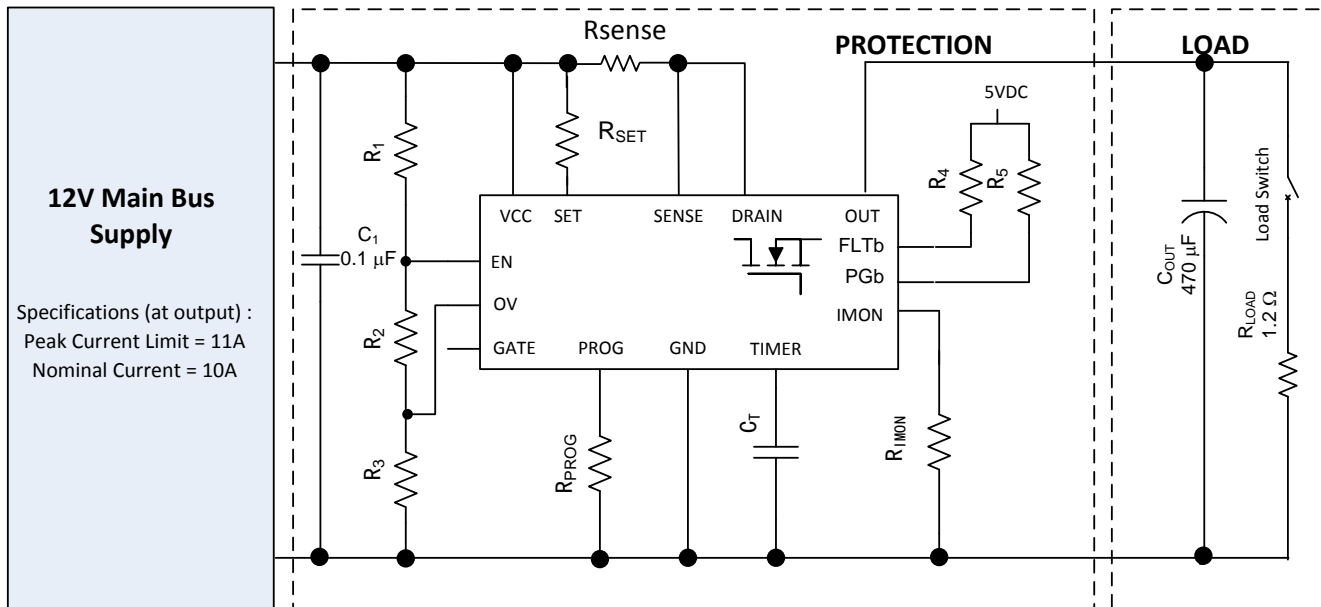 Rsense
PROTECTION
LOAD
5VDC
R1
RSET
R4
R5
12V Main Bus
Supply
VCC
SET
SENSE
DRAIN
OUT
C1
0.1 µF
EN
FLTb
PGb
Load Switch
COUT
470 µF
Specifications (at output) :
Peak Current Limit = 11A
Nominal Current = 10A
OV
IMON
R2
GATE
PROG
GND
TIMER
RLOAD
1.2 Ω
R3
RPROG
CT
RIMON